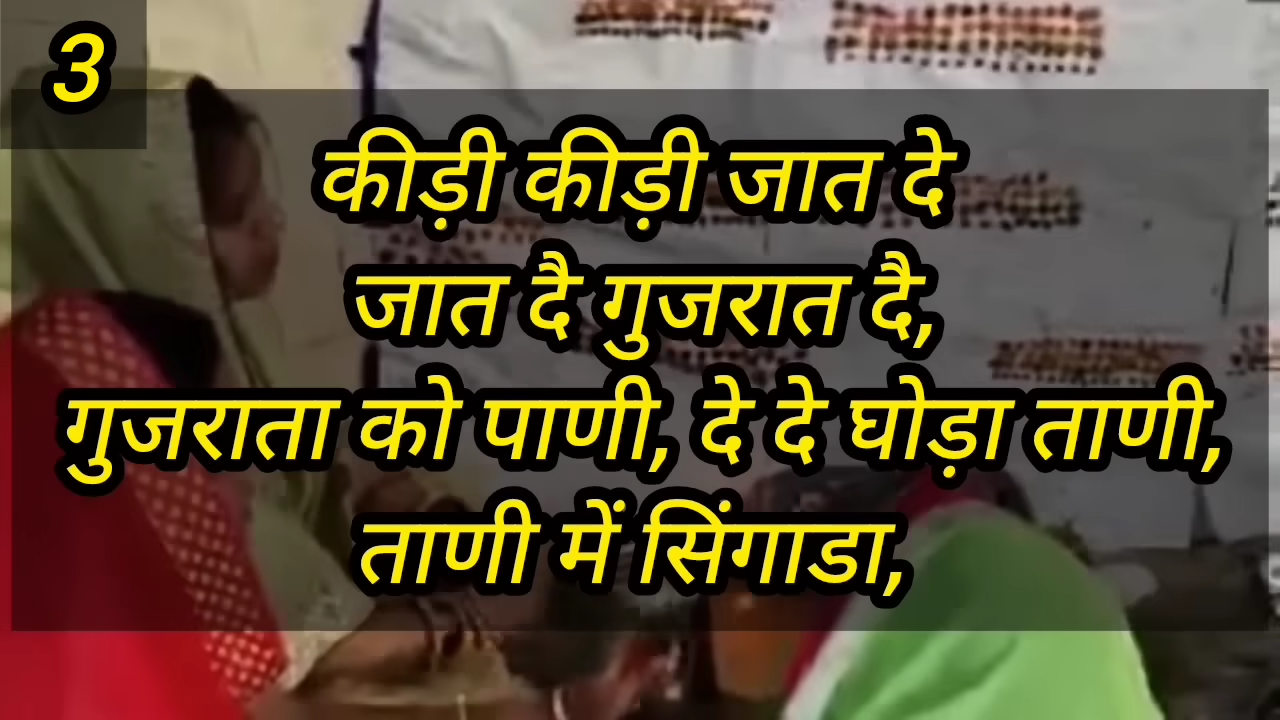 3
कीड़ी कीड़ी जात दे
जात दै गुजरात दै,
गुजराता को पाणी, दे दे घोड़ा ताणी,
ताणी में सिंगाडा,